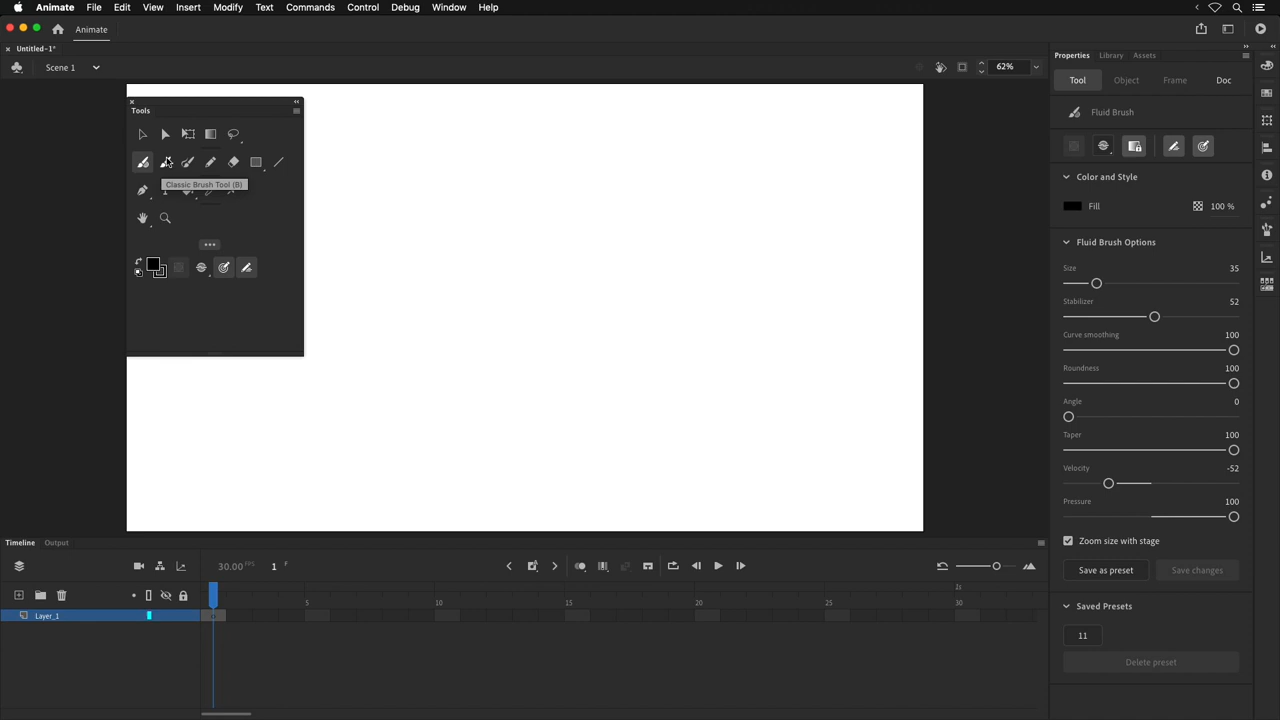 Animate File Edit View Insert Modify Text Commands Control Debug Window Help
Animate
Untitled-1*
Scene 1
62%
Tools
Classic Brush Tool (B)
Properties Library Assets
Tool Object Frame Doc
Fluid Brush
Color and Style
Fill 100 %
Fluid Brush Options
Size 35
Stabilizer 52
Curve smoothing 100
Roundness 100
Angle 0
Taper 100
Velocity -52
Pressure 100
Zoom size with stage
Save as preset Save changes
Saved Presets
11
Delete preset
Timeline Output
30.00 FPS 1 F
1s
5 10 15 20 25 30
Layer_1